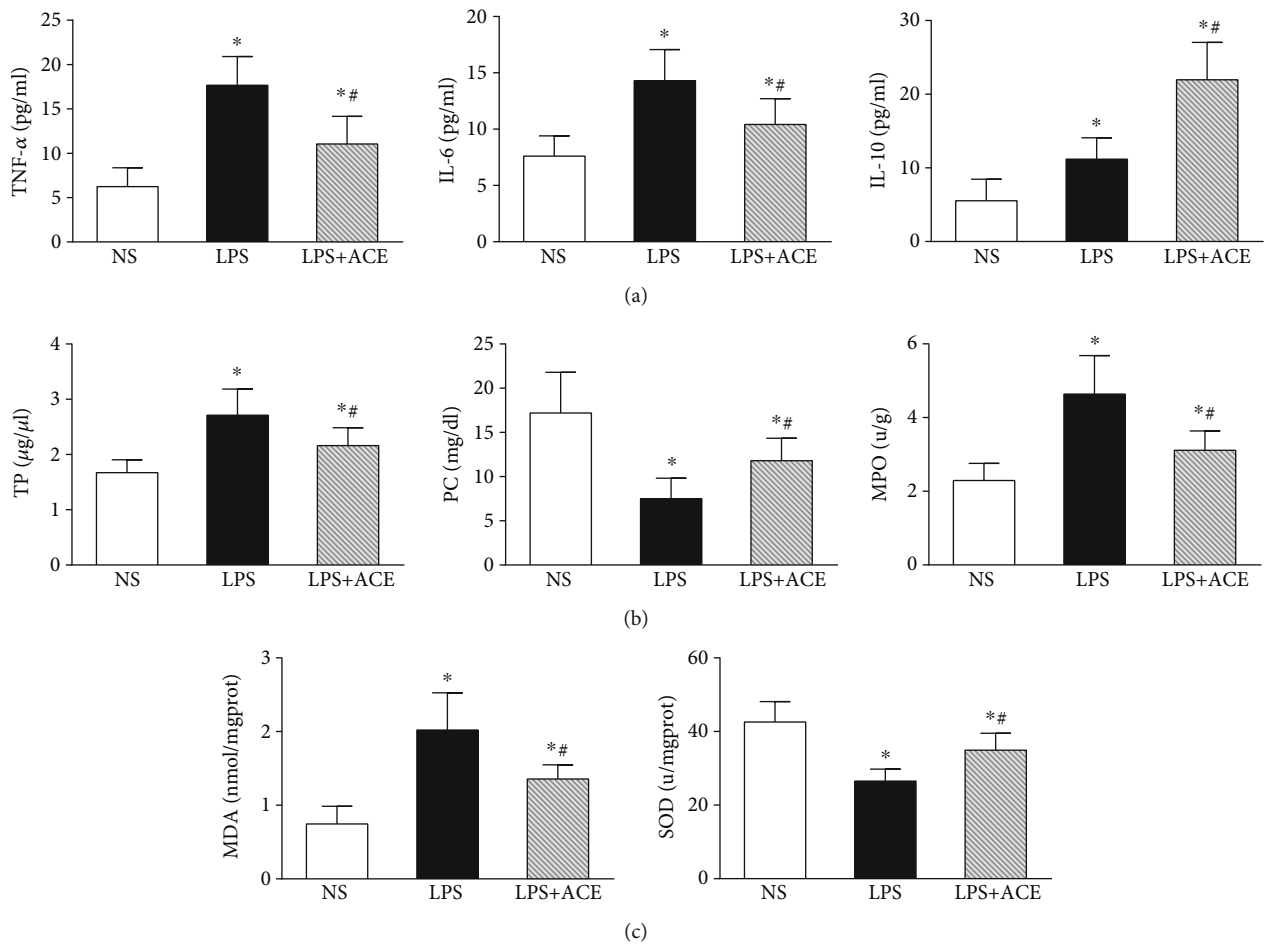 TNF-α (pg/ml)
25
20
15
10
5
0
*
*#
NS LPS LPS+ACE
IL-6 (pg/ml)
20
15
10
5
0
*
*#
NS LPS LPS+ACE
IL-10 (pg/ml)
30
20
10
0
*
*#
NS LPS LPS+ACE
(a)
TP (μg/μl)
4
3
2
1
0
*
*#
NS LPS LPS+ACE
PC (mg/dl)
25
20
15
10
5
0
*
*#
NS LPS LPS+ACE
MPO (u/g)
6
4
2
0
*
*#
NS LPS LPS+ACE
(b)
MDA (nmol/mgprot)
3
2
1
0
*
*#
NS LPS LPS+ACE
SOD (u/mgprot)
60
40
20
0
*
*#
NS LPS LPS+ACE
(c)